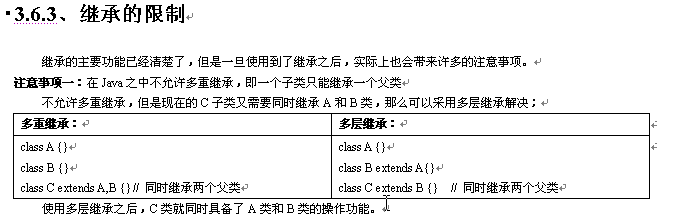 3.6.3、继承的限制
继承的主要功能已经清楚了，但是一旦使用到了继承之后，实际上也会带来许多的注意事项。
注意事项一：在 Java 之中不允许多重继承，即一个子类只能继承一个父类
不允许多重继承，但是现在的 C 子类又需要同时继承 A 和 B 类，那么可以采用多层继承解决；
多重继承： 多层继承：
class A {} class A {}
class B {} class B extends A{}
class C extends A,B {} // 同时继承两个父类 class C extends B {} // 同时继承两个父类
使用多层继承之后，C 类就同时具备了 A 类和 B 类的操作功能。